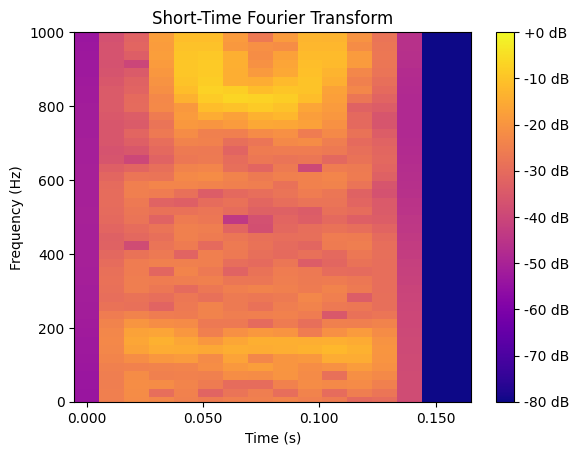 Short-Time Fourier Transform
1000
800
600
400
200
0
Frequency (Hz)
0.000
0.050
0.100
0.150
Time (s)
+0 dB
-10 dB
-20 dB
-30 dB
-40 dB
-50 dB
-60 dB
-70 dB
-80 dB